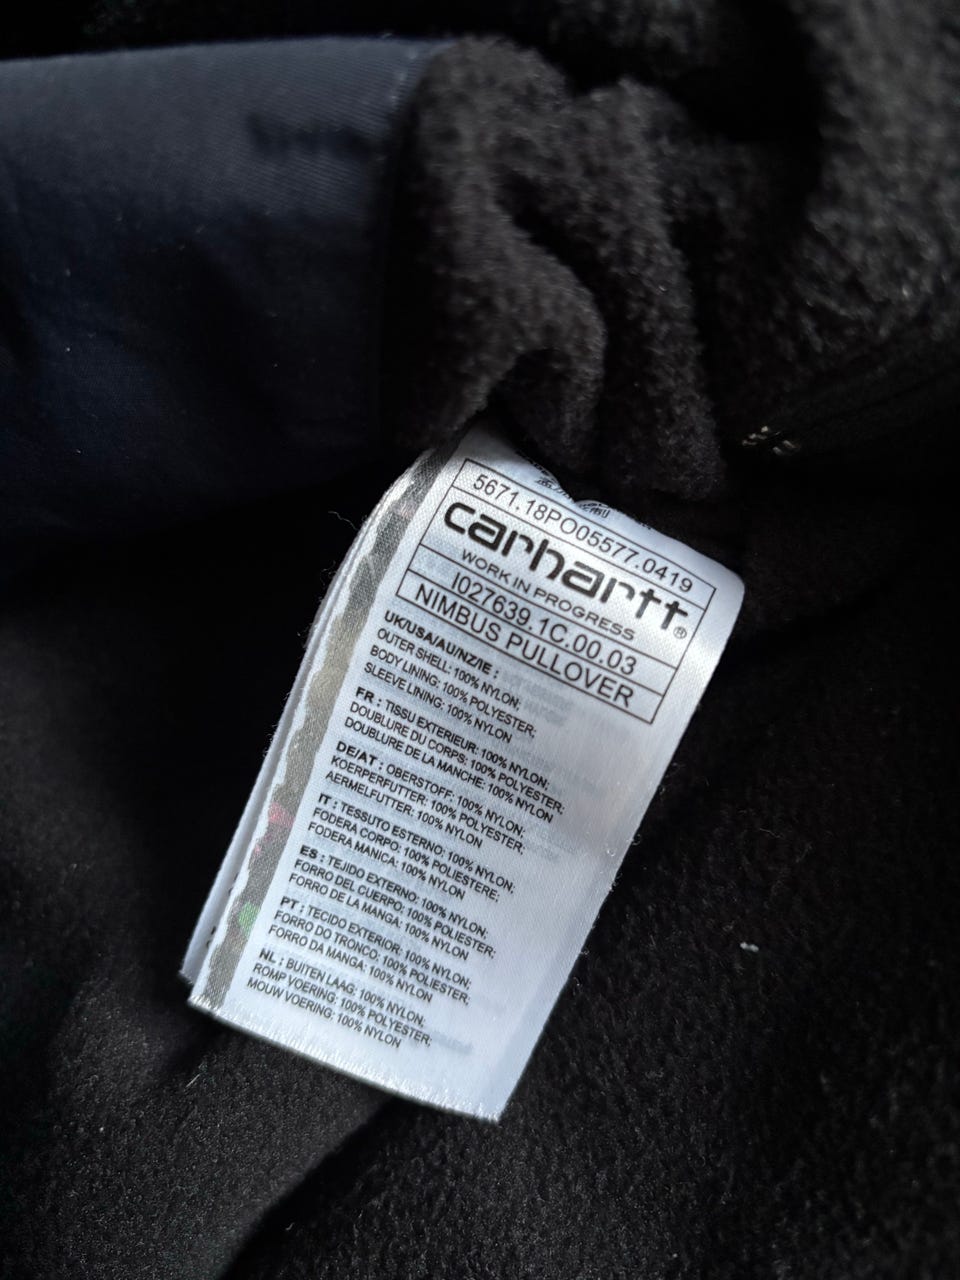 5671.18PO05577.0419
carhartt®
WORK IN PROGRESS
I027639.1C.00.03
NIMBUS PULLOVER
UK/USA/AU/NZ/IE :
OUTER SHELL: 100% NYLON;
BODY LINING: 100% POLYESTER;
SLEEVE LINING: 100% NYLON
FR : TISSU EXTERIEUR: 100% NYLON;
DOUBLURE DU CORPS: 100% POLYESTER;
DOUBLURE DE LA MANCHE: 100% NYLON
DE/AT : OBERSTOFF: 100% NYLON;
KOERPERFUTTER: 100% POLYESTER;
AERMELFUTTER: 100% NYLON
IT : TESSUTO ESTERNO: 100% NYLON;
FODERA CORPO: 100% POLIESTERE;
FODERA MANICA: 100% NYLON
ES : TEJIDO EXTERNO: 100% NYLON;
FORRO DEL CUERPO: 100% POLIESTER;
FORRO DE LA MANGA: 100% NYLON
PT : TECIDO EXTERIOR: 100% NYLON;
FORRO DO TRONCO: 100% POLIESTER;
FORRO DA MANGA: 100% NYLON
NL : BUITEN LAAG: 100% NYLON;
ROMP VOERING: 100% POLYESTER;
MOUW VOERING: 100% NYLON